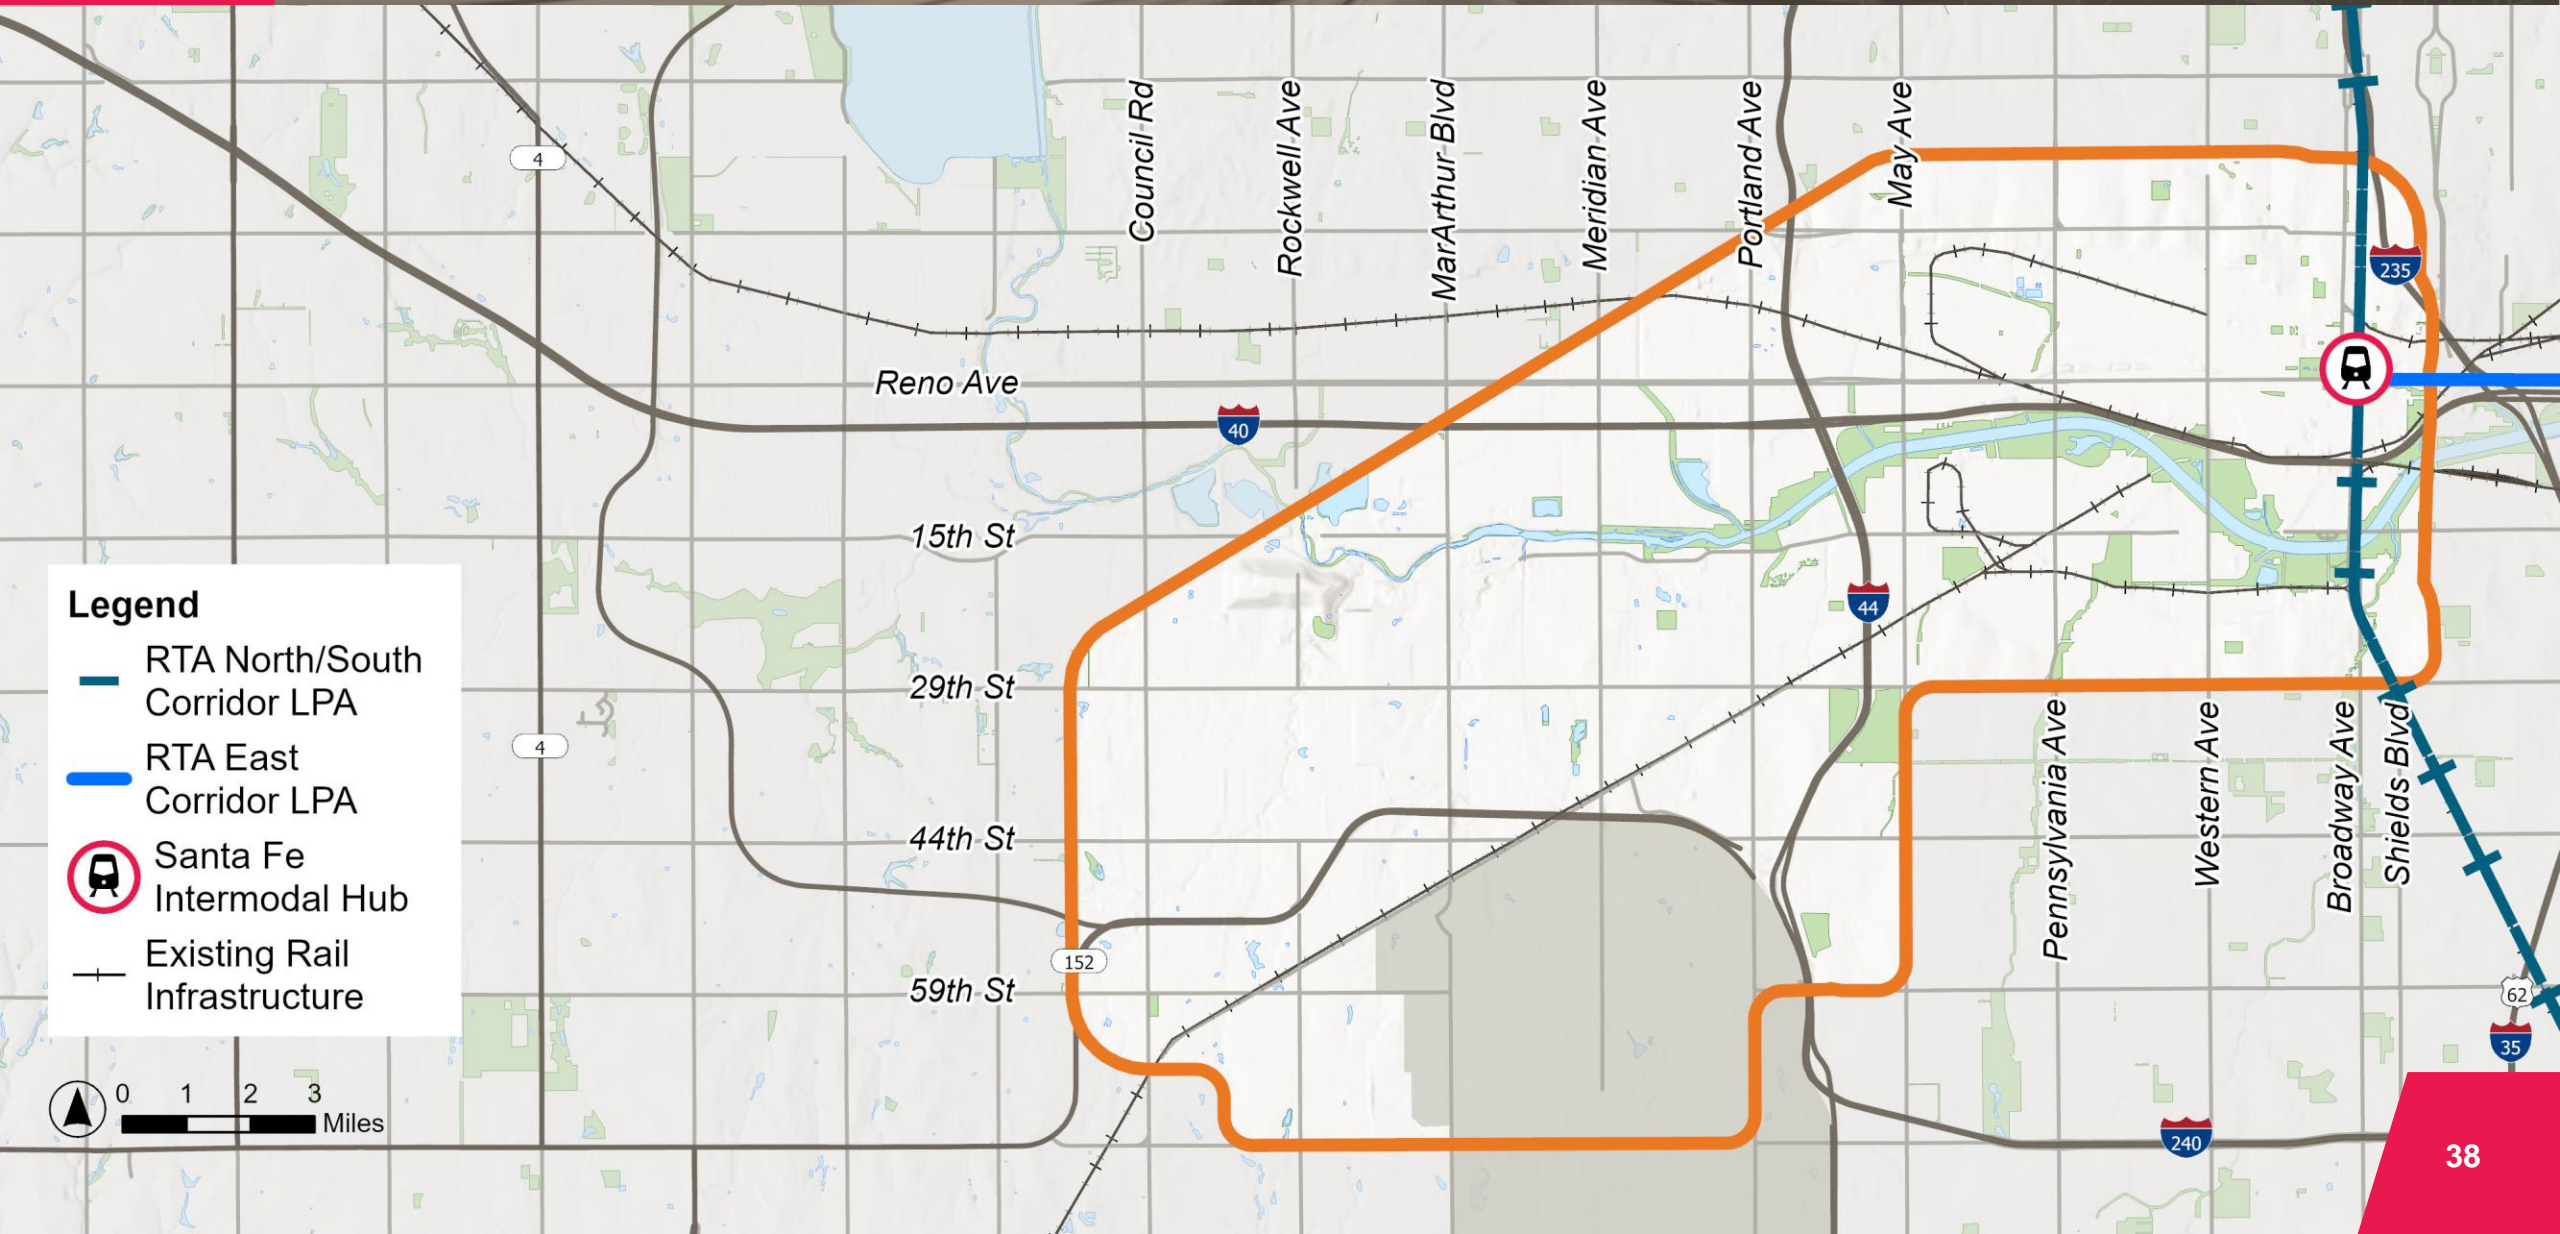 Council Rd
Rockwell Ave
MarArthur Blvd
Meridian Ave
Portland Ave
May Ave
4
235
Reno Ave
40
15th St
44
Legend
RTA North/South
Corridor LPA
RTA East
Corridor LPA
Santa Fe
Intermodal Hub
Existing Rail
Infrastructure
29th St
4
44th St
152
59th St
Pennsylvania Ave
Western Ave
Broadway Ave
Shields Blvd
62
35
240
0 1 2 3
Miles
38